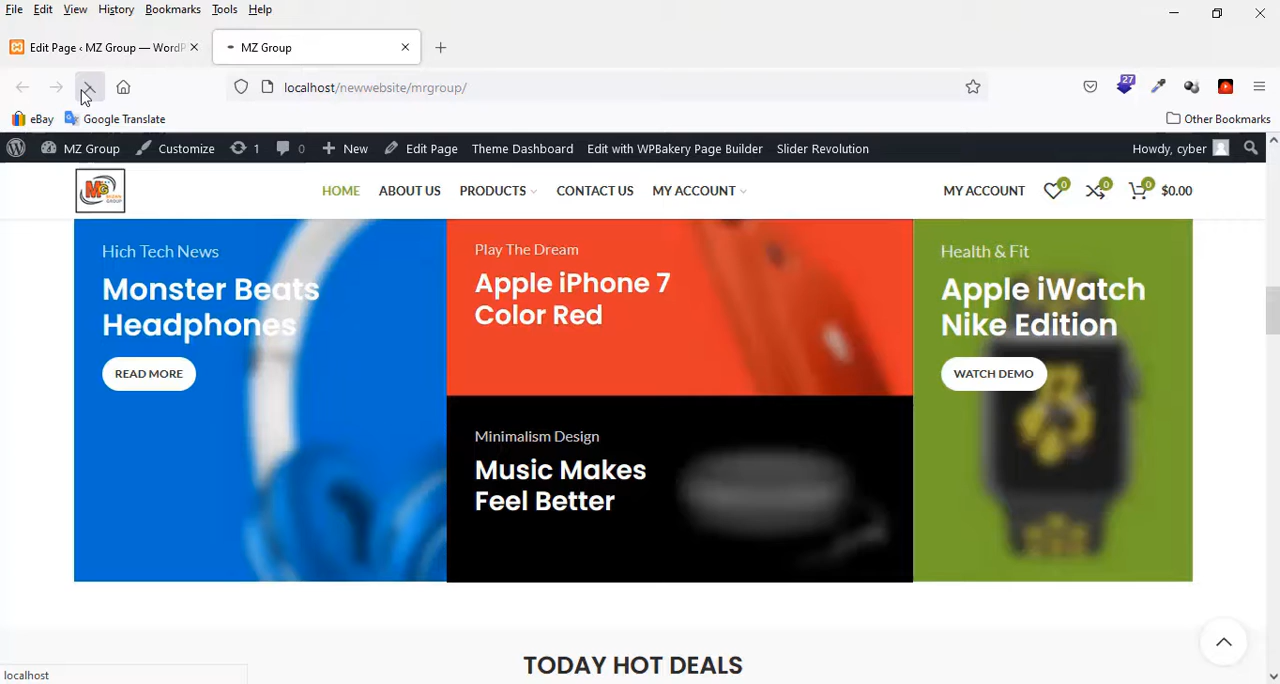 File Edit View History Bookmarks Tools Help
Edit Page ‹ MZ Group — WordP
MZ Group
localhost/newwebsite/mrgroup/
27
eBay Google Translate Other Bookmarks
MZ Group Customize 1 0 New Edit Page Theme Dashboard Edit with WPBakery Page Builder Slider Revolution Howdy, cyber
HOME ABOUT US PRODUCTS CONTACT US MY ACCOUNT MY ACCOUNT 0 0 0 $0.00
Hich Tech News
Monster Beats
Headphones
READ MORE
Play The Dream
Apple iPhone 7
Color Red
Minimalism Design
Music Makes
Feel Better
Health & Fit
Apple iWatch
Nike Edition
WATCH DEMO
TODAY HOT DEALS
localhost